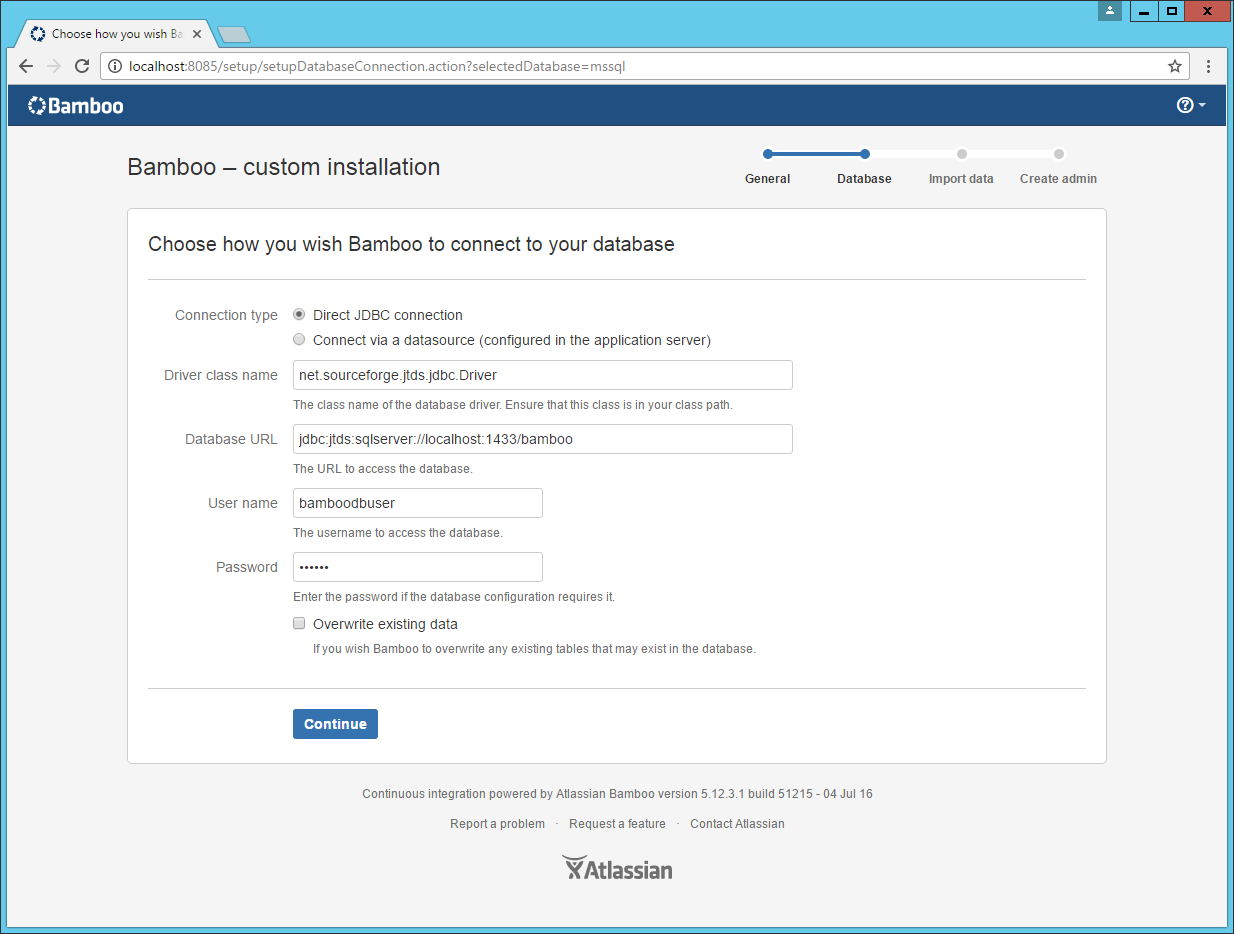 Choose how you wish Ba
localhost:8085/setup/setupDatabaseConnection.action?selectedDatabase=mssql
Bamboo
Bamboo – custom installation
General
Database
Import data
Create admin
Choose how you wish Bamboo to connect to your database
Connection type
Direct JDBC connection
Connect via a datasource (configured in the application server)
Driver class name
net.sourceforge.jtds.jdbc.Driver
The class name of the database driver. Ensure that this class is in your class path.
Database URL
jdbc:jtds:sqlserver://localhost:1433/bamboo
The URL to access the database.
User name
bamboodbuser
The username to access the database.
Password
••••••
Enter the password if the database configuration requires it.
Overwrite existing data
If you wish Bamboo to overwrite any existing tables that may exist in the database.
Continue
Continuous integration powered by Atlassian Bamboo version 5.12.3.1 build 51215 - 04 Jul 16
Report a problem · Request a feature · Contact Atlassian
Atlassian